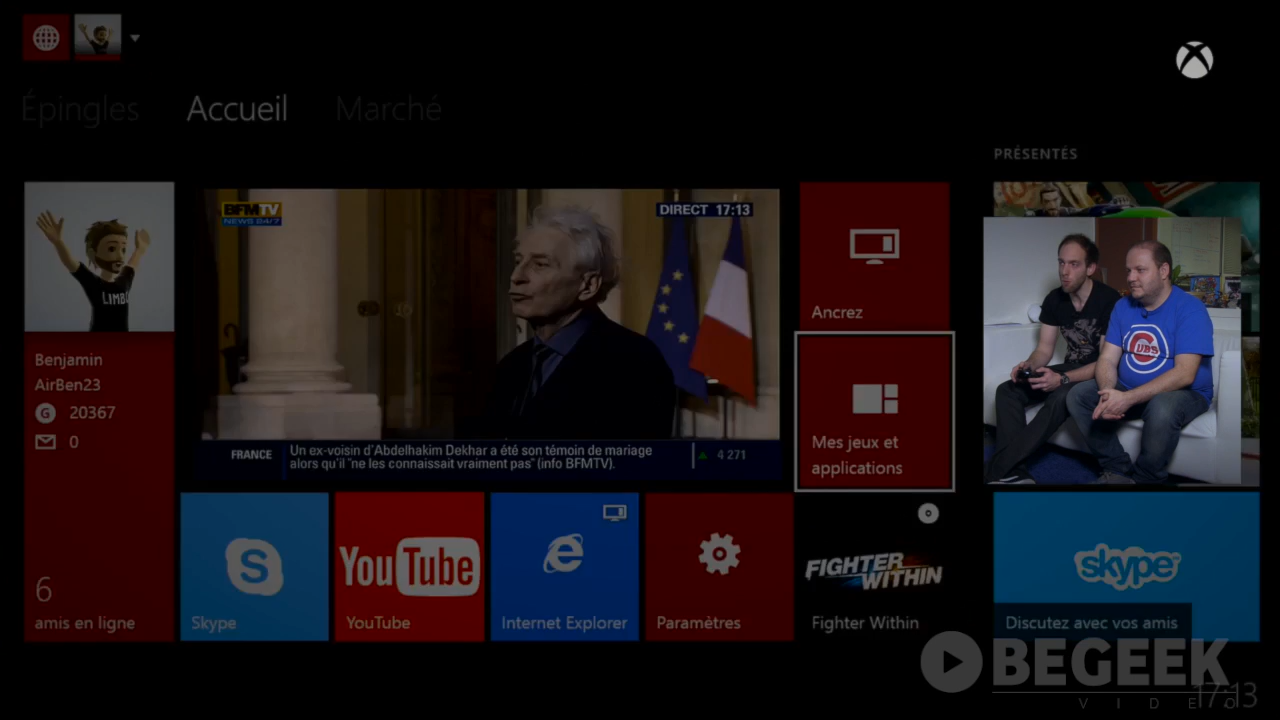 Épingles
Accueil
Marché
PRÉSENTÉS
LIMBO
Benjamin
AirBen23
G 20367
0
6
amis en ligne
BFMTV
NEWS 24/7
DIRECT 17:13
FRANCE
Un ex-voisin d'Abdelhakim Dekhar a été son témoin de mariage
alors qu'il "ne les connaissait vraiment pas" (info BFMTV).
4 271
Ancrez
Mes jeux et
applications
CUBS
S
Skype
YouTube
YouTube
Internet Explorer
Paramètres
FIGHTER
WITHIN
Fighter Within
skype
Discutez avec vos amis
BEGEEK
VIDEO
17:13